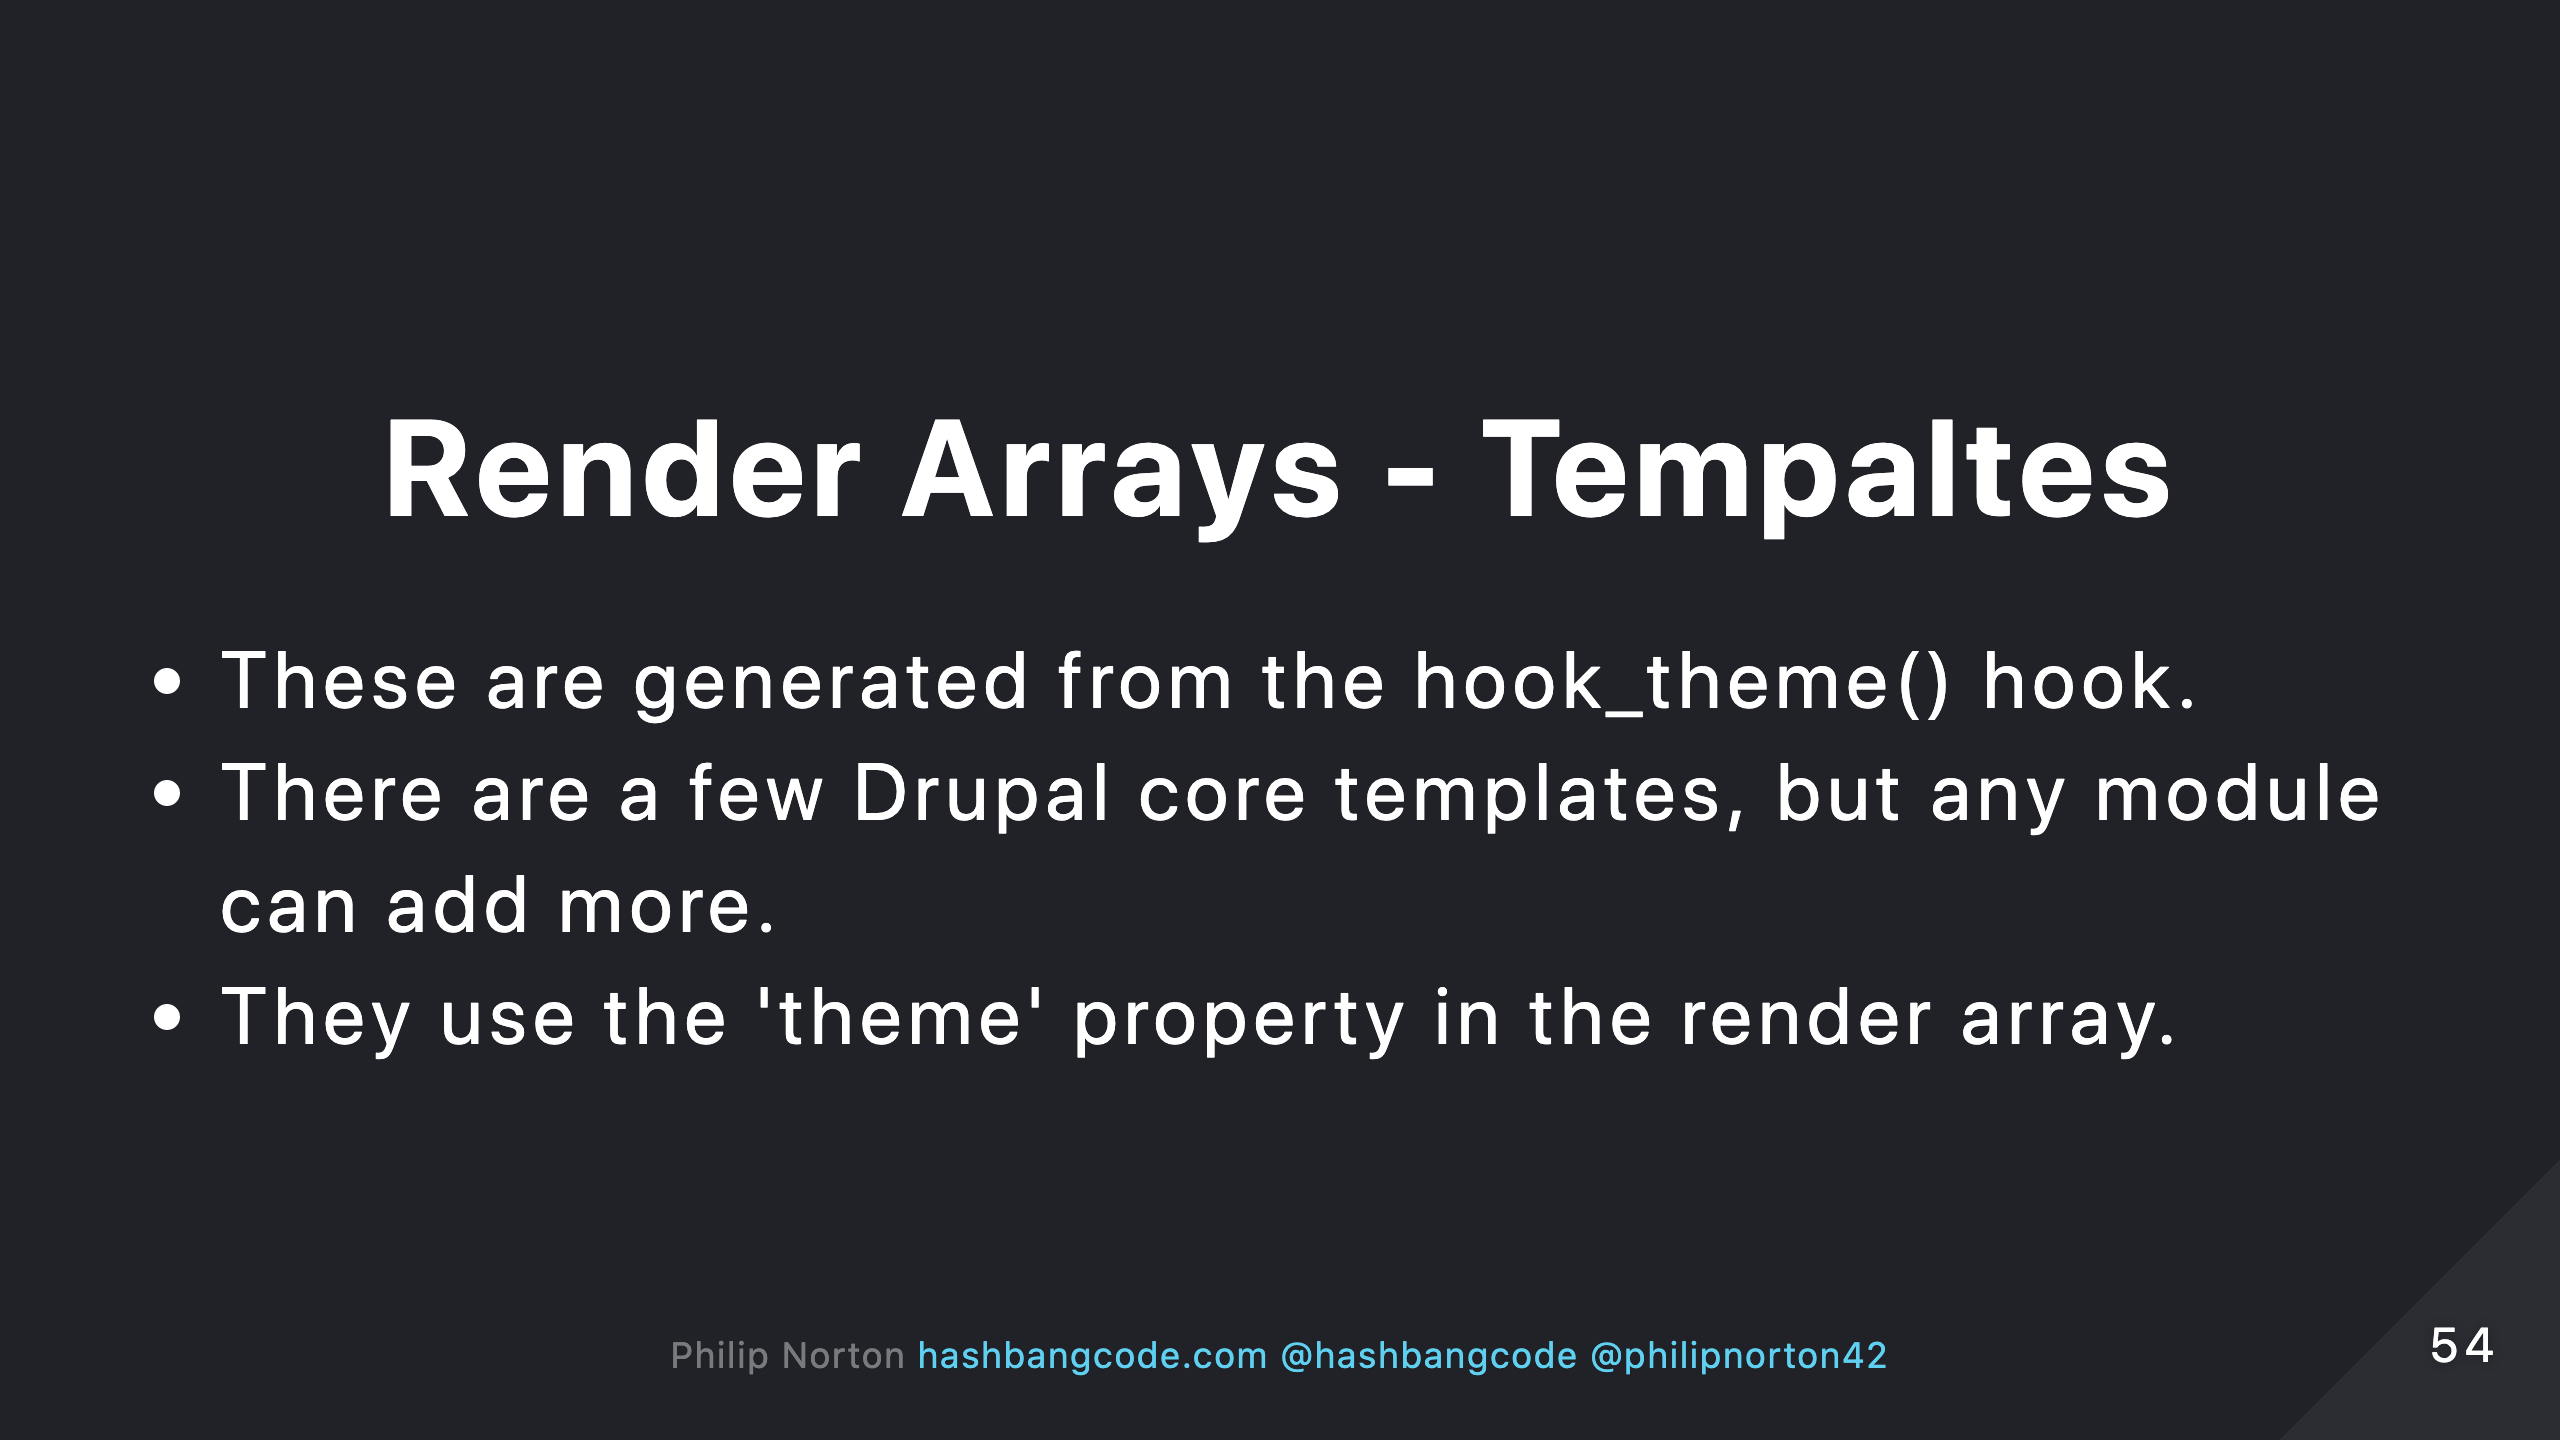 Render Arrays - Tempaltes
• These are generated from the hook_theme() hook.
• There are a few Drupal core templates, but any module
can add more.
• They use the 'theme' property in the render array.
Philip Norton hashbangcode.com @hashbangcode @philipnorton42
54